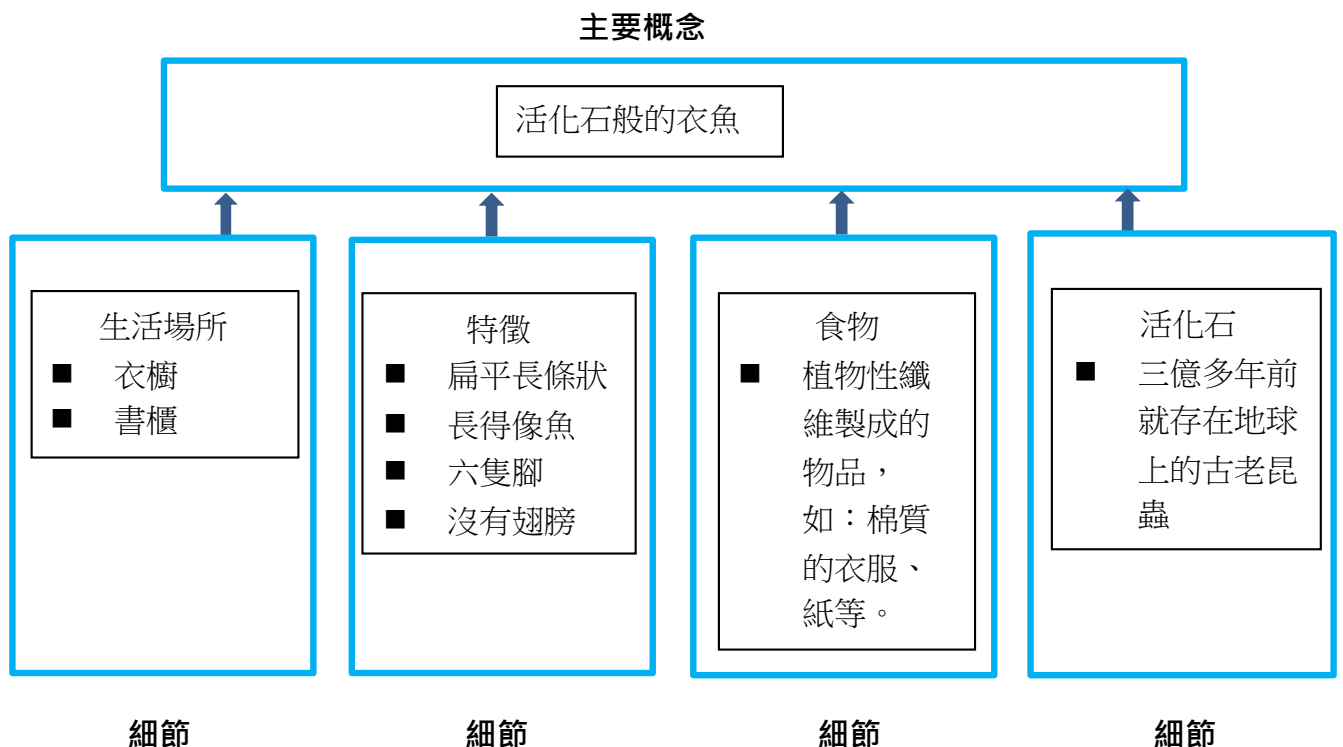 主要概念
活化石般的衣魚
生活場所
■ 衣櫥
■ 書櫃
特徵
■ 扁平長條狀
■ 長得像魚
■ 六隻腳
■ 沒有翅膀
食物
■ 植物性纖
維製成的
物品，
如：棉質
的衣服、
紙等。
活化石
■ 三億多年前
就存在地球
上的古老昆
蟲
細節
細節
細節
細節